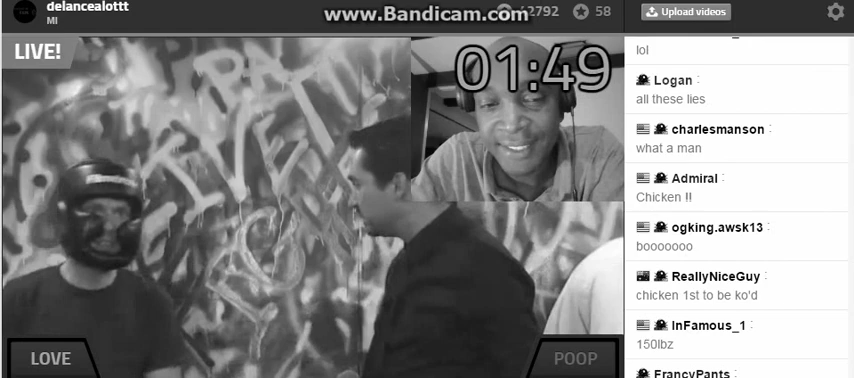 delancealottt
MI
www.Bandicam.com
42792
58
Upload videos
LIVE!
01:49
lol
Logan :
all these lies
charlesmanson :
what a man
Admiral :
Chicken !!
ogking.awsk13 :
booooooo
ReallyNiceGuy :
chicken 1st to be ko'd
InFamous_1 :
150lbz
FrancyPants :
LOVE
POOP